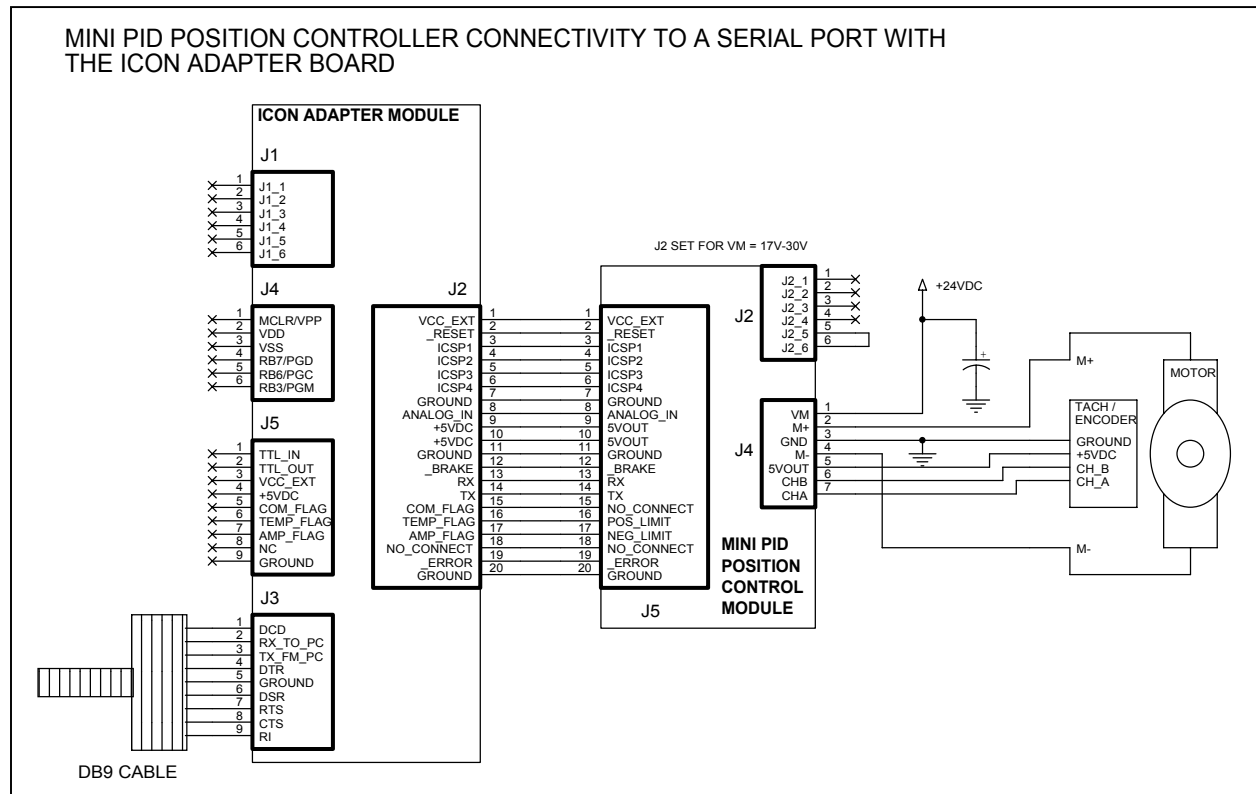 MINI PID POSITION CONTROLLER CONNECTIVITY TO A SERIAL PORT WITH
THE ICON ADAPTER BOARD
ICON ADAPTER MODULE
J1
1 J1_1
2 J1_2
3 J1_3
4 J1_4
5 J1_5
6 J1_6
J4
1 MCLR/VPP
2 VDD
3 VSS
4 RB7/PGD
5 RB6/PGC
6 RB3/PGM
J5
1 TTL_IN
2 TTL_OUT
3 VCC_EXT
4 +5VDC
5 COM_FLAG
6 TEMP_FLAG
7 AMP_FLAG
8 NC
9 GROUND
J3
1 DCD
2 RX_TO_PC
3 TX_FM_PC
4 DTR
5 GROUND
6 DSR
7 RTS
8 CTS
9 RI
DB9 CABLE
J2
VCC_EXT 1
_RESET 2
ICSP1 3
ICSP2 4
ICSP3 5
ICSP4 6
GROUND 7
ANALOG_IN 8
+5VDC 9
+5VDC 10
GROUND 11
_BRAKE 12
RX 13
TX 14
COM_FLAG 15
TEMP_FLAG 16
AMP_FLAG 17
NO_CONNECT 18
_ERROR 19
GROUND 20
1 VCC_EXT
2 _RESET
3 ICSP1
4 ICSP2
5 ICSP3
6 ICSP4
7 GROUND
8 ANALOG_IN
9 5VOUT
10 5VOUT
11 GROUND
12 _BRAKE
13 RX
14 TX
15 NO_CONNECT
16 POS_LIMIT
17 NEG_LIMIT
18 NO_CONNECT
19 _ERROR
20 GROUND
J5
J2 SET FOR VM = 17V-30V
J2
J2_1 1
J2_2 2
J2_3 3
J2_4 4
J2_5 5
J2_6 6
J4
VM 1
M+ 2
GND 3
M- 4
5VOUT 5
CHB 6
CHA 7
MINI PID
POSITION
CONTROL
MODULE
+24VDC
+
M+
MOTOR
TACH /
ENCODER
GROUND
+5VDC
CH_B
CH_A
M-